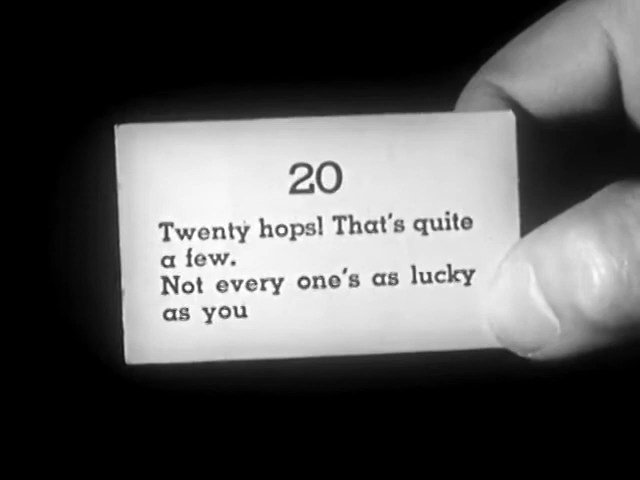 20
Twenty hops! That's quite
a few.
Not every one's as lucky
as you